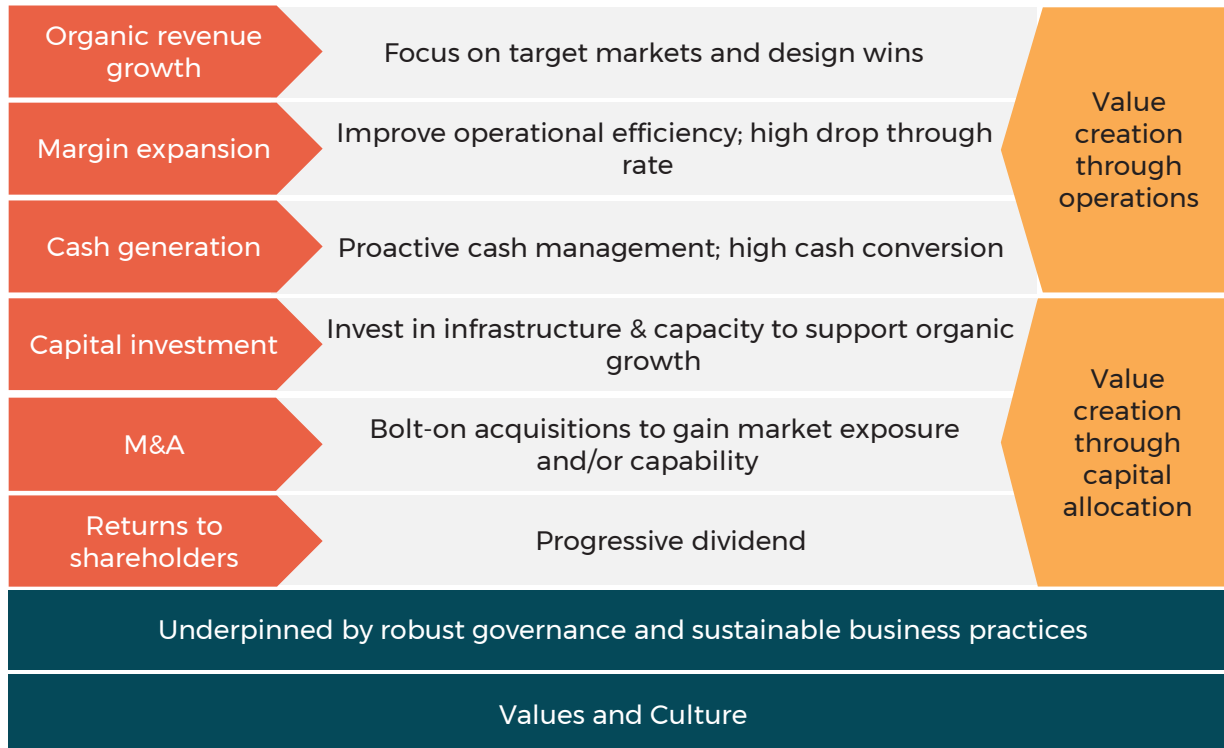 Organic revenue
growth
Focus on target markets and design wins
Margin expansion
Improve operational efficiency; high drop through
rate
Cash generation
Proactive cash management; high cash conversion
Value
creation
through
operations
Capital investment
Invest in infrastructure & capacity to support organic
growth
M&A
Bolt-on acquisitions to gain market exposure
and/or capability
Returns to
shareholders
Progressive dividend
Value
creation
through
capital
allocation
Underpinned by robust governance and sustainable business practices
Values and Culture